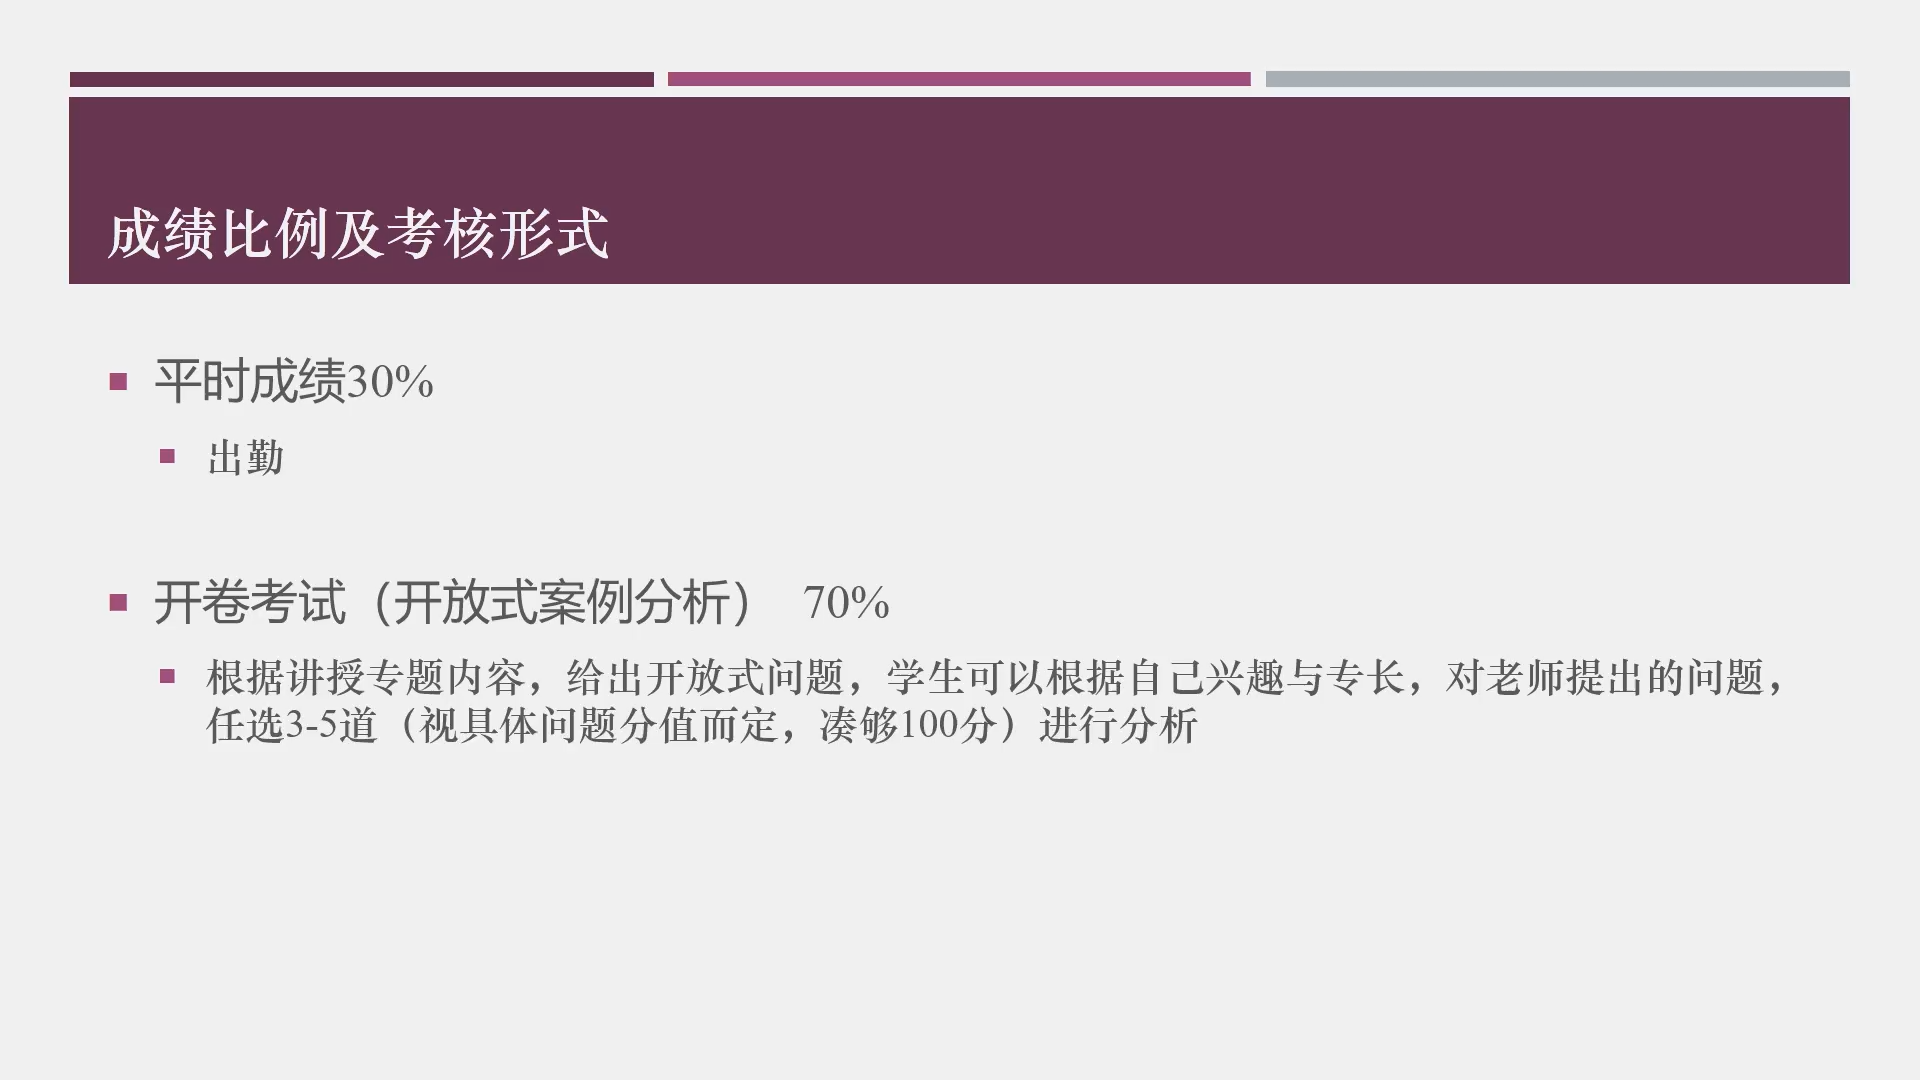 成绩比例及考核形式
平时成绩30%
出勤
开卷考试（开放式案例分析） 70%
根据讲授专题内容，给出开放式问题，学生可以根据自己兴趣与专长，对老师提出的问题，
任选3-5道（视具体问题分值而定，凑够100分）进行分析